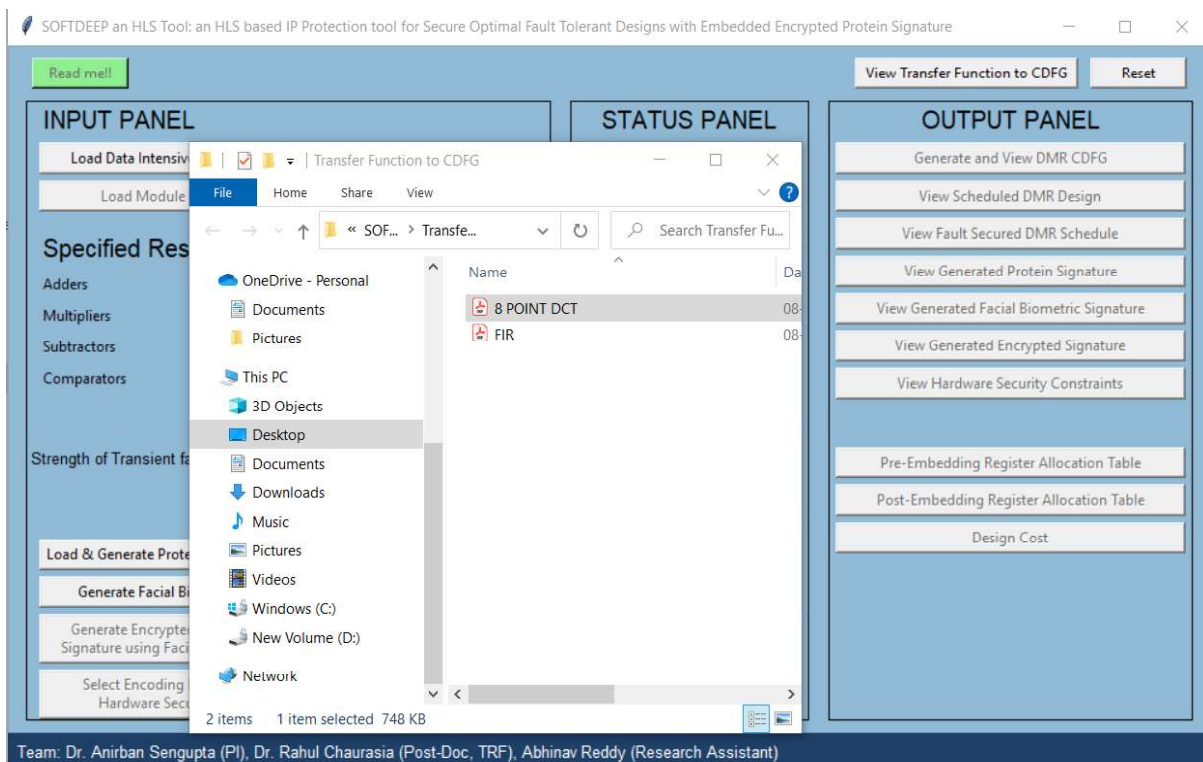 SOFTDEEP an HLS Tool: an HLS based IP Protection tool for Secure Optimal Fault Tolerant Designs with Embedded Encrypted Protein Signature
Read me!!
View Transfer Function to CDFG
Reset
INPUT PANEL
Load Data Intensiv
Load Module
Specified Res
Adders
Multipliers
Subtractors
Comparators
Strength of Transient fa
Load & Generate Prote
Generate Facial Bi
Generate Encrypte
Signature using Faci
Select Encoding
Hardware Secu
STATUS PANEL
Transfer Function to CDFG
File Home Share View
« SOF... > Transfe...
Search Transfer Fu...
OneDrive - Personal
Documents
Pictures
This PC
3D Objects
Desktop
Documents
Downloads
Music
Pictures
Videos
Windows (C:)
New Volume (D:)
Network
Name Da
8 POINT DCT 08-
FIR 08-
2 items 1 item selected 748 KB
OUTPUT PANEL
Generate and View DMR CDFG
View Scheduled DMR Design
View Fault Secured DMR Schedule
View Generated Protein Signature
View Generated Facial Biometric Signature
View Generated Encrypted Signature
View Hardware Security Constraints
Pre-Embedding Register Allocation Table
Post-Embedding Register Allocation Table
Design Cost
Team: Dr. Anirban Sengupta (PI), Dr. Rahul Chaurasia (Post-Doc, TRF), Abhinav Reddy (Research Assistant)